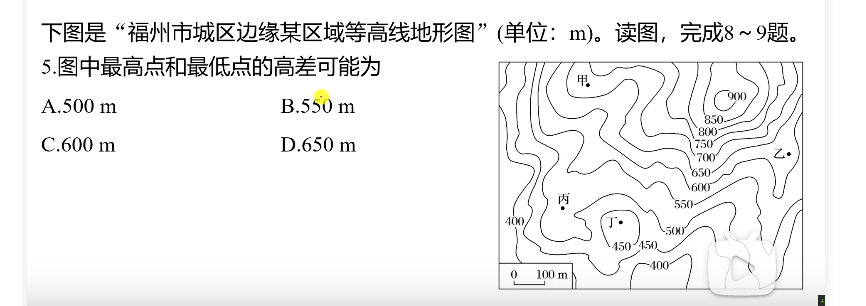 下图是“福州市城区边缘某区域等高线地形图”(单位：m)。读图，完成8～9题。
5.图中最高点和最低点的高差可能为
A.500 m B.550 m
C.600 m D.650 m
甲
900
850
800
750
700
乙
650
600
丙
550
400
丁
500
450 450
400
0 100 m